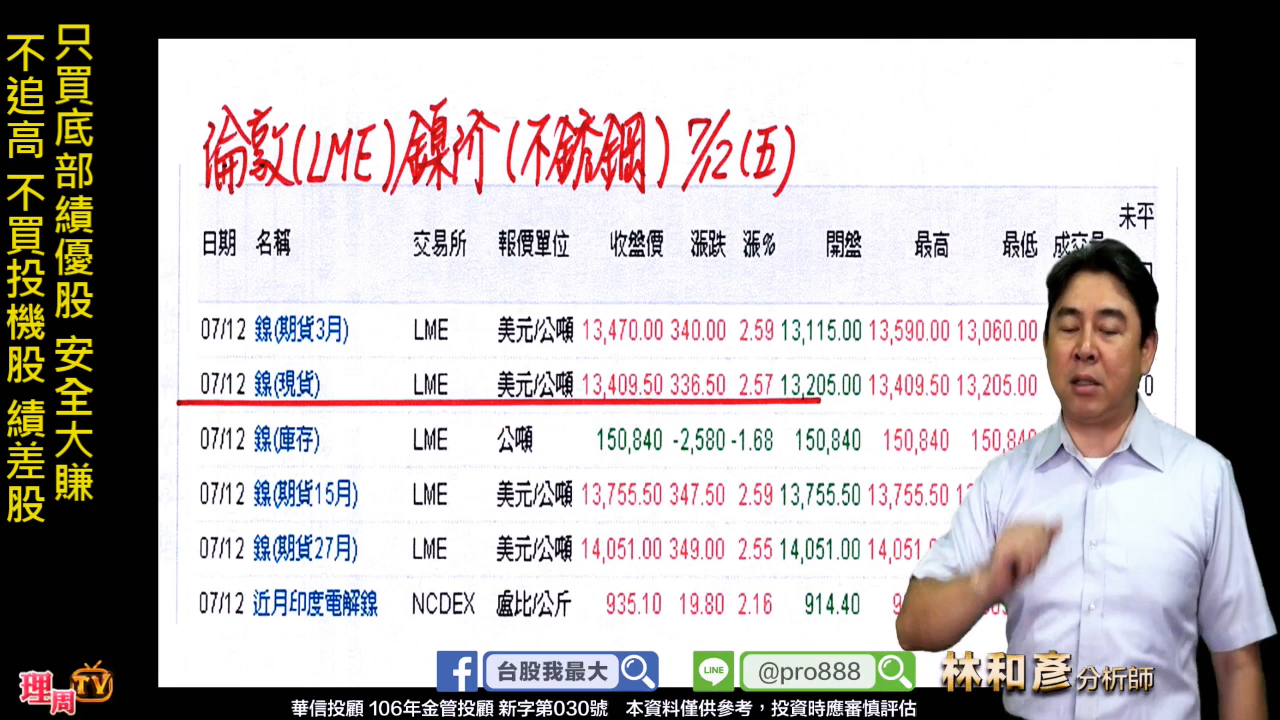 只買底部績優股 安全大賺
不追高 不買投機股 績差股
倫敦(LME)鎳价(不銹鋼) 7/12(五)
日期 名稱 交易所 報價單位 收盤價 漲跌 漲% 開盤 最高 最低 成交 未平
07/12 鎳(期貨3月) LME 美元/公噸 13,470.00 340.00 2.59 13,115.00 13,590.00 13,060.00
07/12 鎳(現貨) LME 美元/公噸 13,409.50 336.50 2.57 13,205.00 13,409.50 13,205.00 0
07/12 鎳(庫存) LME 公噸 150,840 -2,580 -1.68 150,840 150,840 150,840
07/12 鎳(期貨15月) LME 美元/公噸 13,755.50 347.50 2.59 13,755.50 13,755.50
07/12 鎳(期貨27月) LME 美元/公噸 14,051.00 349.00 2.55 14,051.00 14,051
07/12 近月印度電解鎳 NCDEX 盧比/公斤 935.10 19.80 2.16 914.40
f 台股我最大 LINE @pro888
林和彥 分析師
理周TV
華信投顧 106年金管投顧 新字第030號 本資料僅供參考，投資時應審慎評估